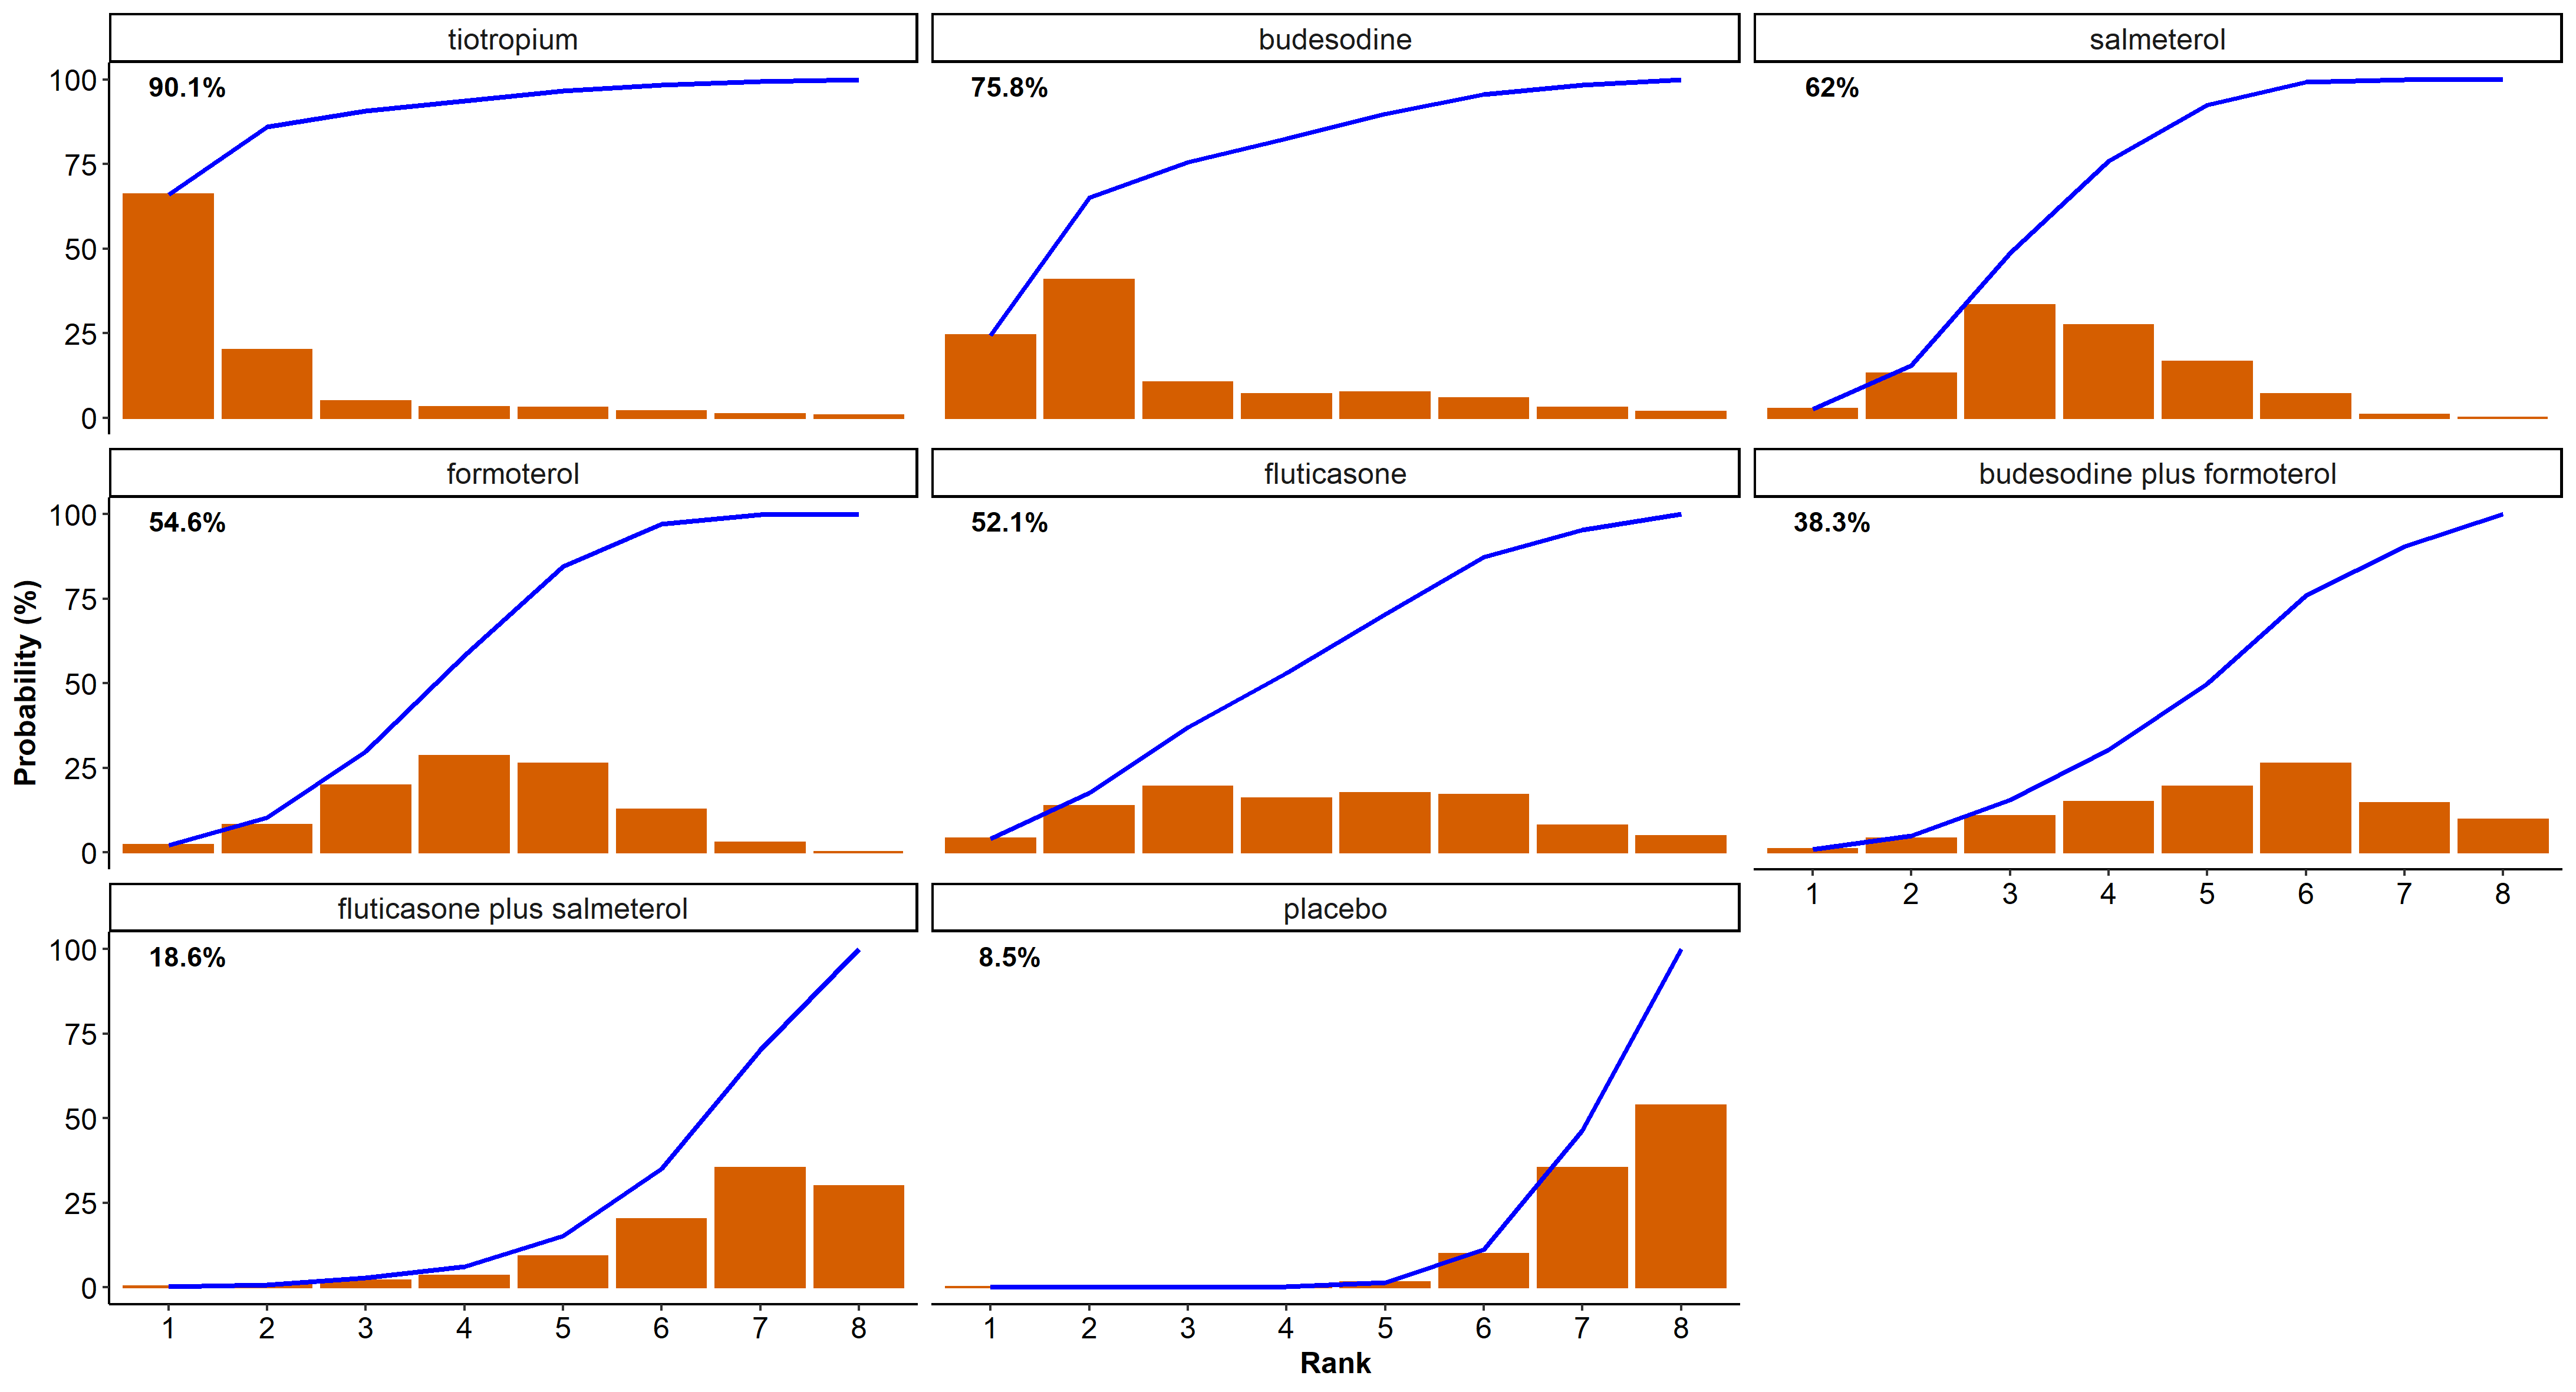 tiotropium
budesodine
salmeterol
100
75
50
25
0
90.1%
75.8%
62%
formoterol
fluticasone
budesodine plus formoterol
100
75
50
25
0
54.6%
52.1%
38.3%
1 2 3 4 5 6 7 8
fluticasone plus salmeterol
placebo
100
75
50
25
0
18.6%
8.5%
1 2 3 4 5 6 7 8
1 2 3 4 5 6 7 8
Probability (%)
Rank